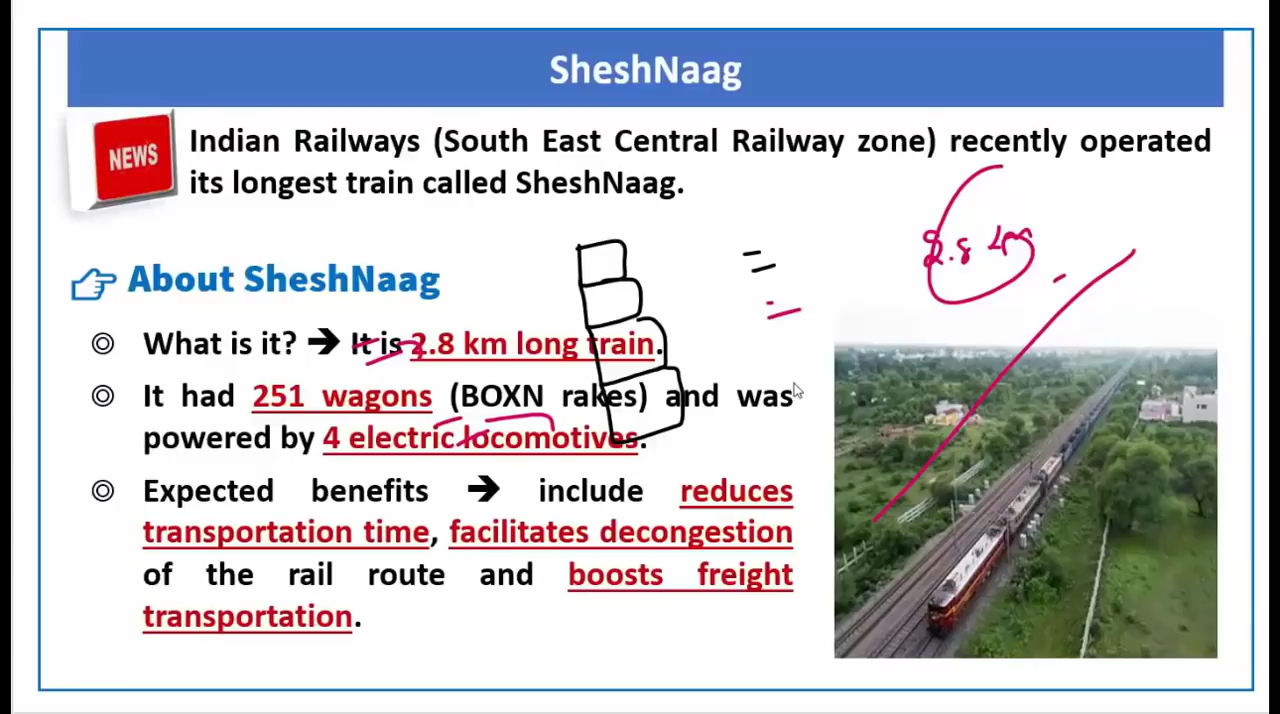 SheshNaag
NEWS
Indian Railways (South East Central Railway zone) recently operated
its longest train called SheshNaag.
2.8 km
About SheshNaag
What is it? ➔ It is 2.8 km long train.
It had 251 wagons (BOXN rakes) and was
powered by 4 electric locomotives.
Expected benefits ➔ include reduces
transportation time, facilitates decongestion
of the rail route and boosts freight
transportation.